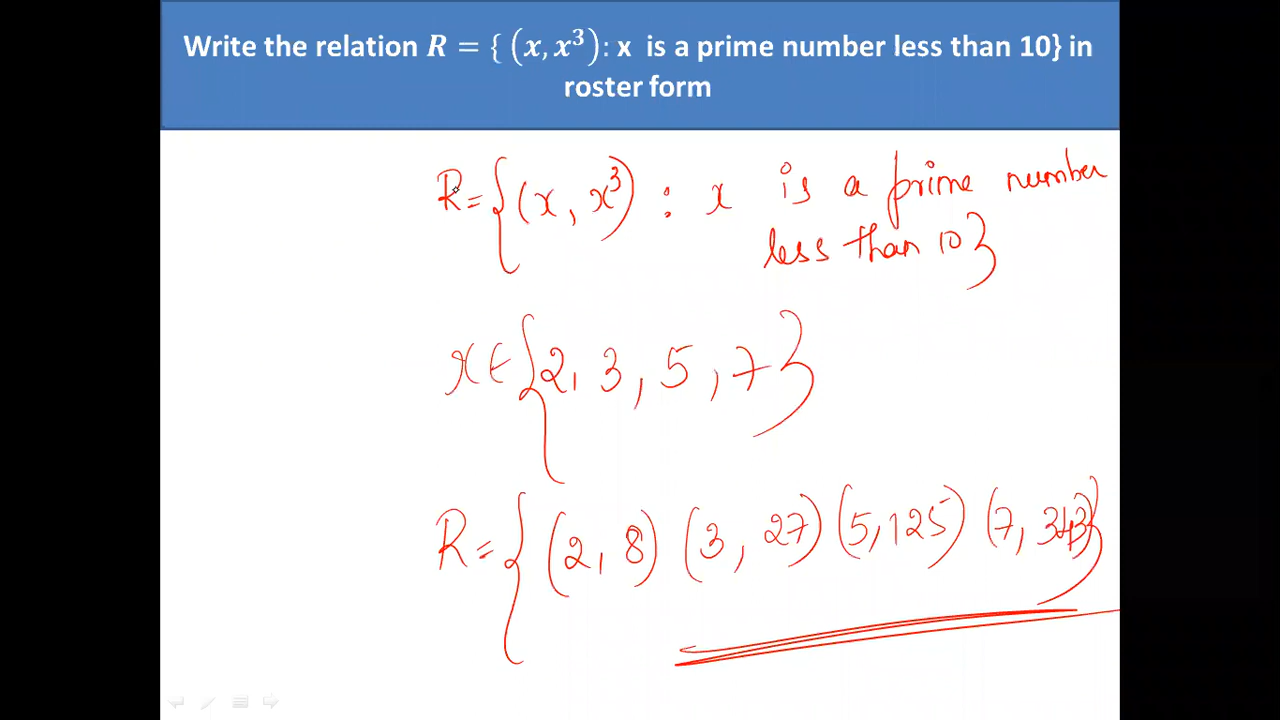 Write the relation R = { (x, x³): x is a prime number less than 10} in
roster form
R = {(x, x³) : x is a prime number
less than 10}
x ∈ {2, 3, 5, 7}
R = {(2, 8) (3, 27) (5, 125) (7, 343)}